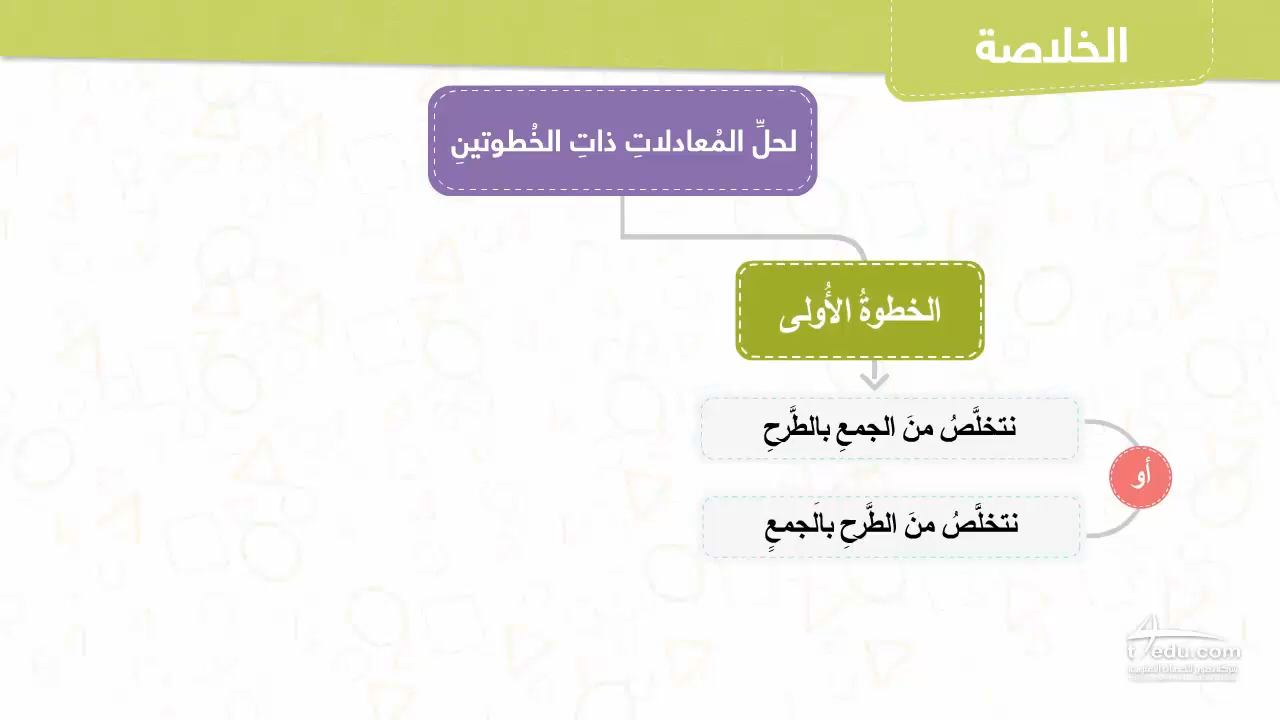 الخلاصة
لحلِّ المُعادلاتِ ذاتِ الخُطوتينِ
الخطوةُ الأُولى
نتخلَّصُ منَ الجمعِ بالطَّرحِ
أو
نتخلَّصُ منَ الطَّرحِ بالَجمعٍ
t4edu.com